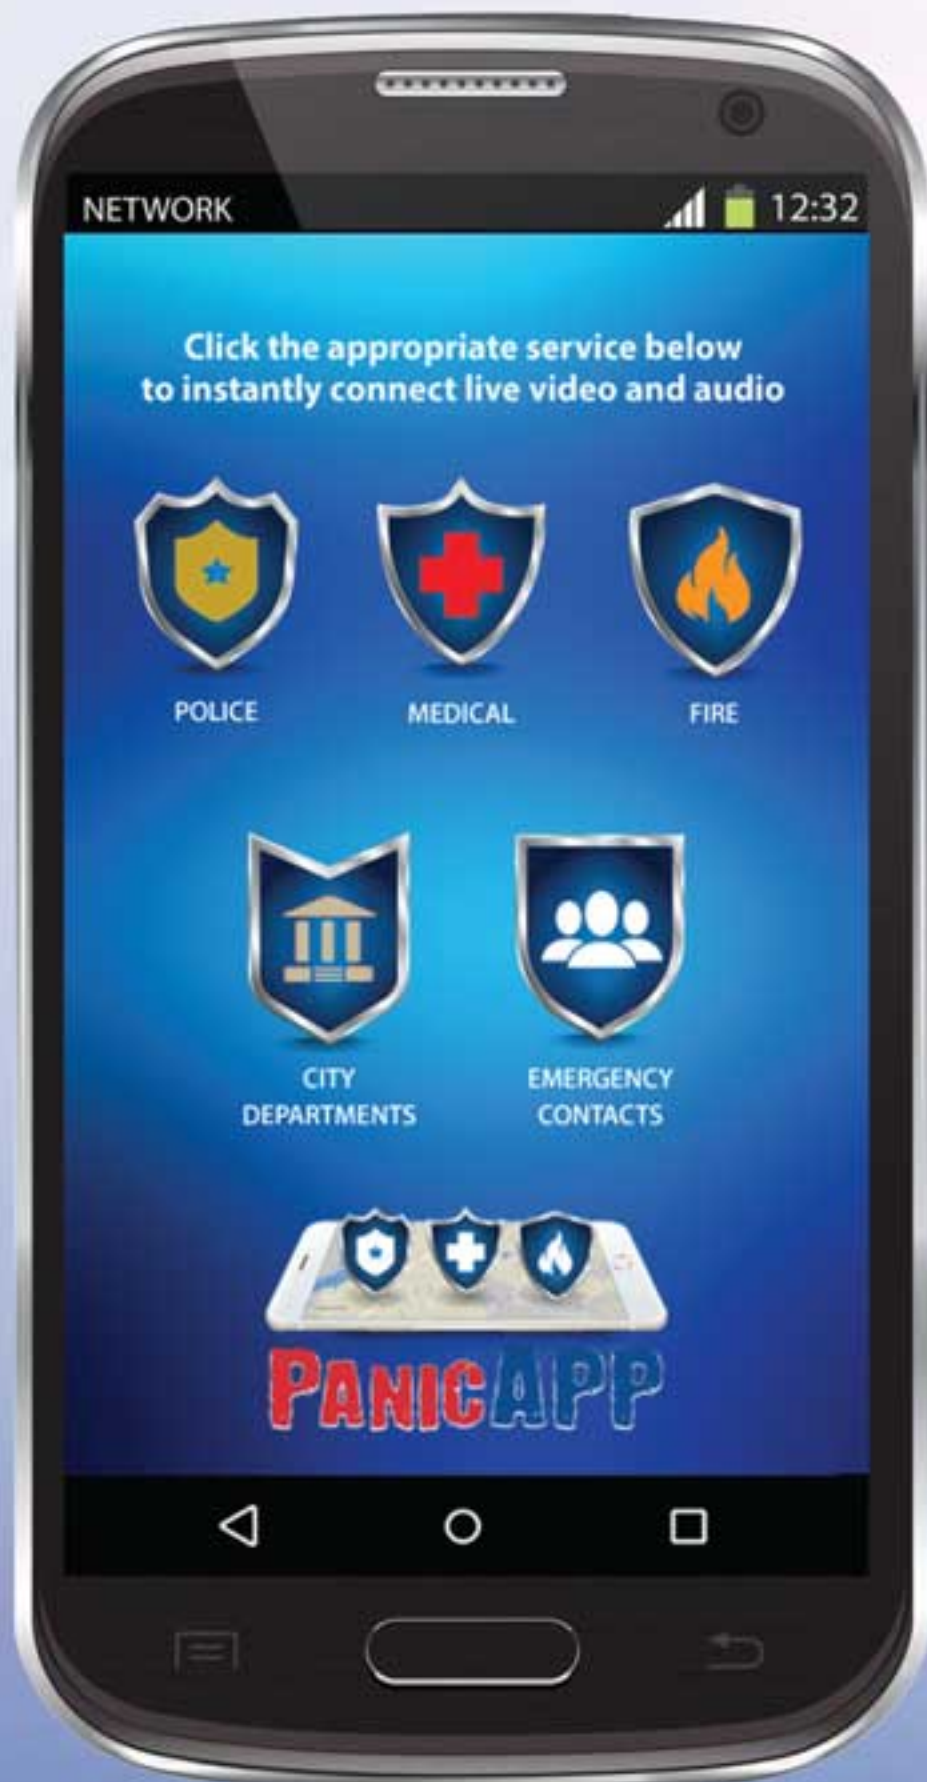 NETWORK 12:32
Click the appropriate service below
to instantly connect live video and audio
POLICE MEDICAL FIRE
CITY
DEPARTMENTS
EMERGENCY
CONTACTS
PANICAPP